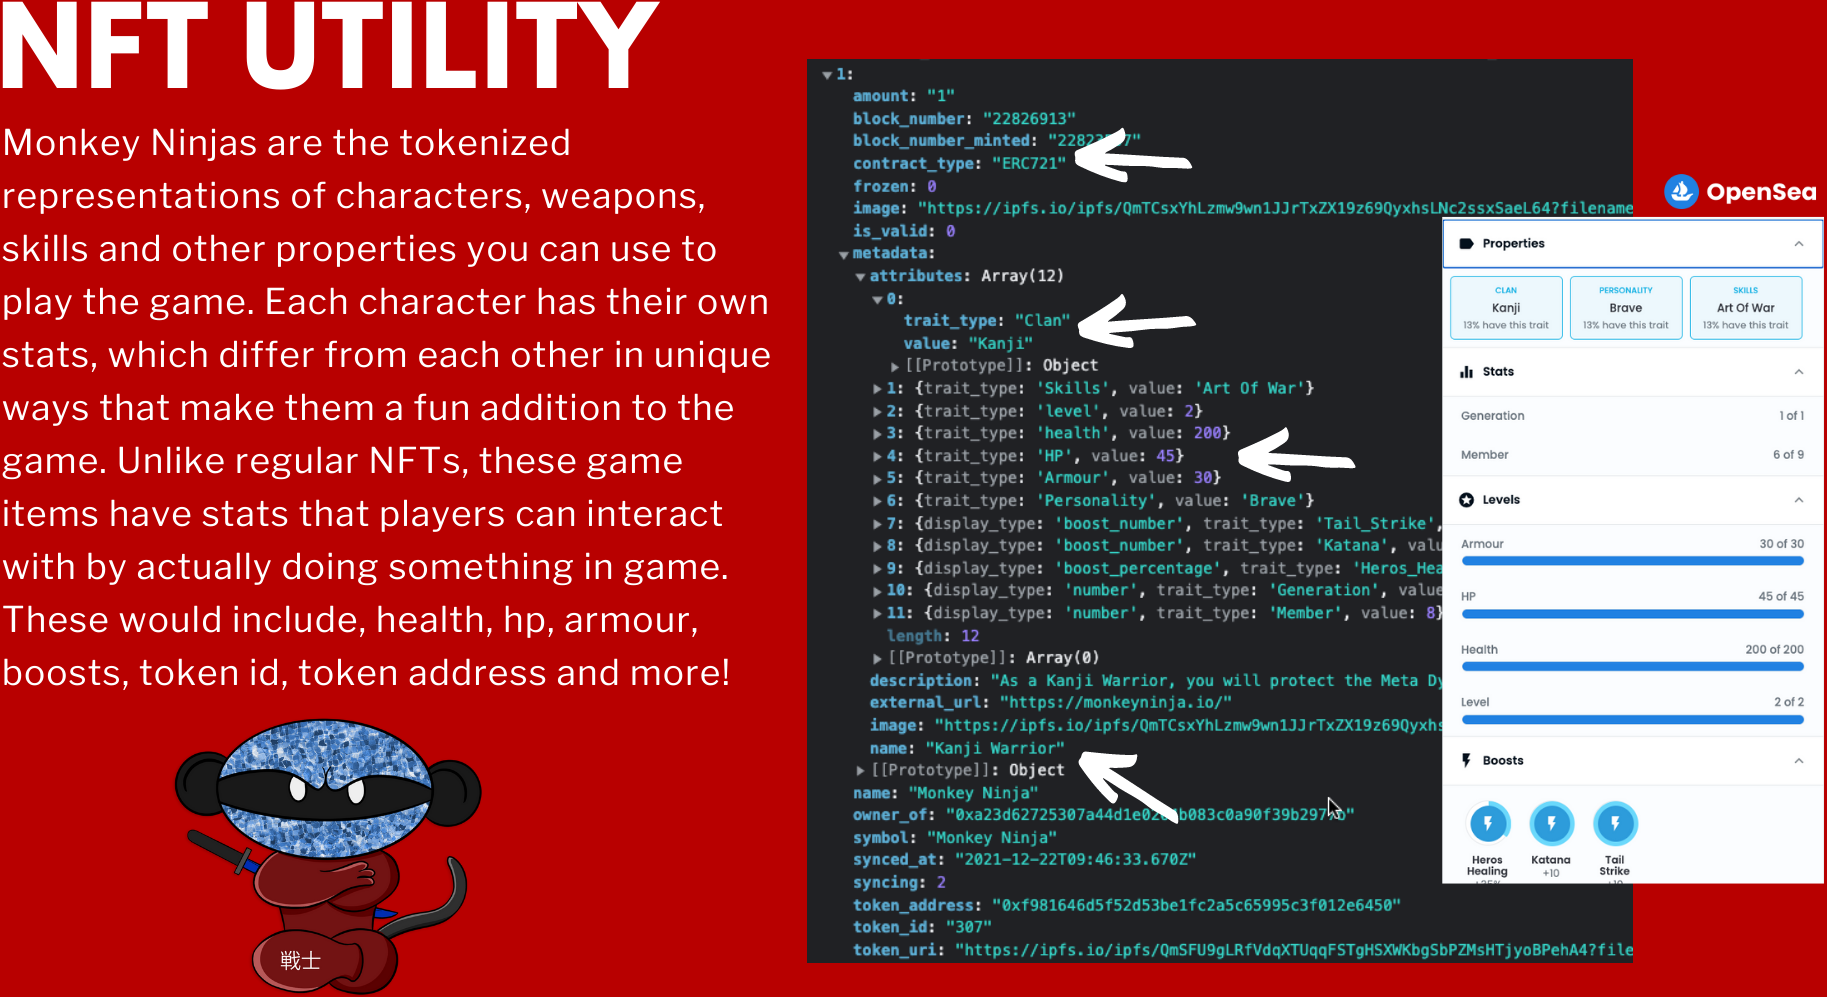 NFT UTILITY
Monkey Ninjas are the tokenized
representations of characters, weapons,
skills and other properties you can use to
play the game. Each character has their own
stats, which differ from each other in unique
ways that make them a fun addition to the
game. Unlike regular NFTs, these game
items have stats that players can interact
with by actually doing something in game.
These would include, health, hp, armour,
boosts, token id, token address and more!
戦士
1:
amount: "1"
block_number: "22826913"
block_number_minted:
contract_type: "ERC721"
frozen: 0
image: "https://ipfs.io/ipfs/QmTCsxYhLzmw9wn1JJrTxZX19z69QyxhsLNc2ssxSaeL64?filename
is_valid: 0
metadata:
attributes: Array(12)
0:
trait_type: "Clan"
value: "Kanji"
[[Prototype]]: Object
1: {trait_type: 'Skills', value: 'Art Of War'}
2: {trait_type: 'level', value: 2}
3: {trait_type: 'health', value: 200}
4: {trait_type: 'HP', value: 45}
5: {trait_type: 'Armour', value: 30}
6: {trait_type: 'Personality', value: 'Brave'}
7: {display_type: 'boost_number', trait_type: 'Tail_Strike',
8: {display_type: 'boost_number', trait_type: 'Katana', valu
9: {display_type: 'boost_percentage', trait_type: 'Heros_Hea
10: {display_type: 'number', trait_type: 'Generation', value
11: {display_type: 'number', trait_type: 'Member', value: 8}
length: 12
[[Prototype]]: Array(0)
description: "As a Kanji Warrior, you will protect the Meta Dy
external_url: "https://monkeyninja.io/"
image: "https://ipfs.io/ipfs/QmTCsxYhLzmw9wn1JJrTxZX19z69Qyxhs
name: "Kanji Warrior"
[[Prototype]]: Object
name: "Monkey Ninja"
owner_of:
symbol: "Monkey Ninja"
synced_at: "2021-12-22T09:46:33.670Z"
syncing: 2
token_address: "0xf981646d5f52d53be1fc2a5c65995c3f012e6450"
token_id: "307"
token_uri: "https://ipfs.io/ipfs/QmSFU9gLRfVdqXTUqqFSTgHSXWKbgSbPZMsHTjyoBPehA4?file
OpenSea
Properties
CLAN
Kanji
13% have this trait
PERSONALITY
Brave
13% have this trait
SKILLS
Art Of War
13% have this trait
Stats
Generation 1 of 1
Member 6 of 9
Levels
Armour 30 of 30
HP 45 of 45
Health 200 of 200
Level 2 of 2
Boosts
Heros
Healing
Katana
+10
Tail
Strike